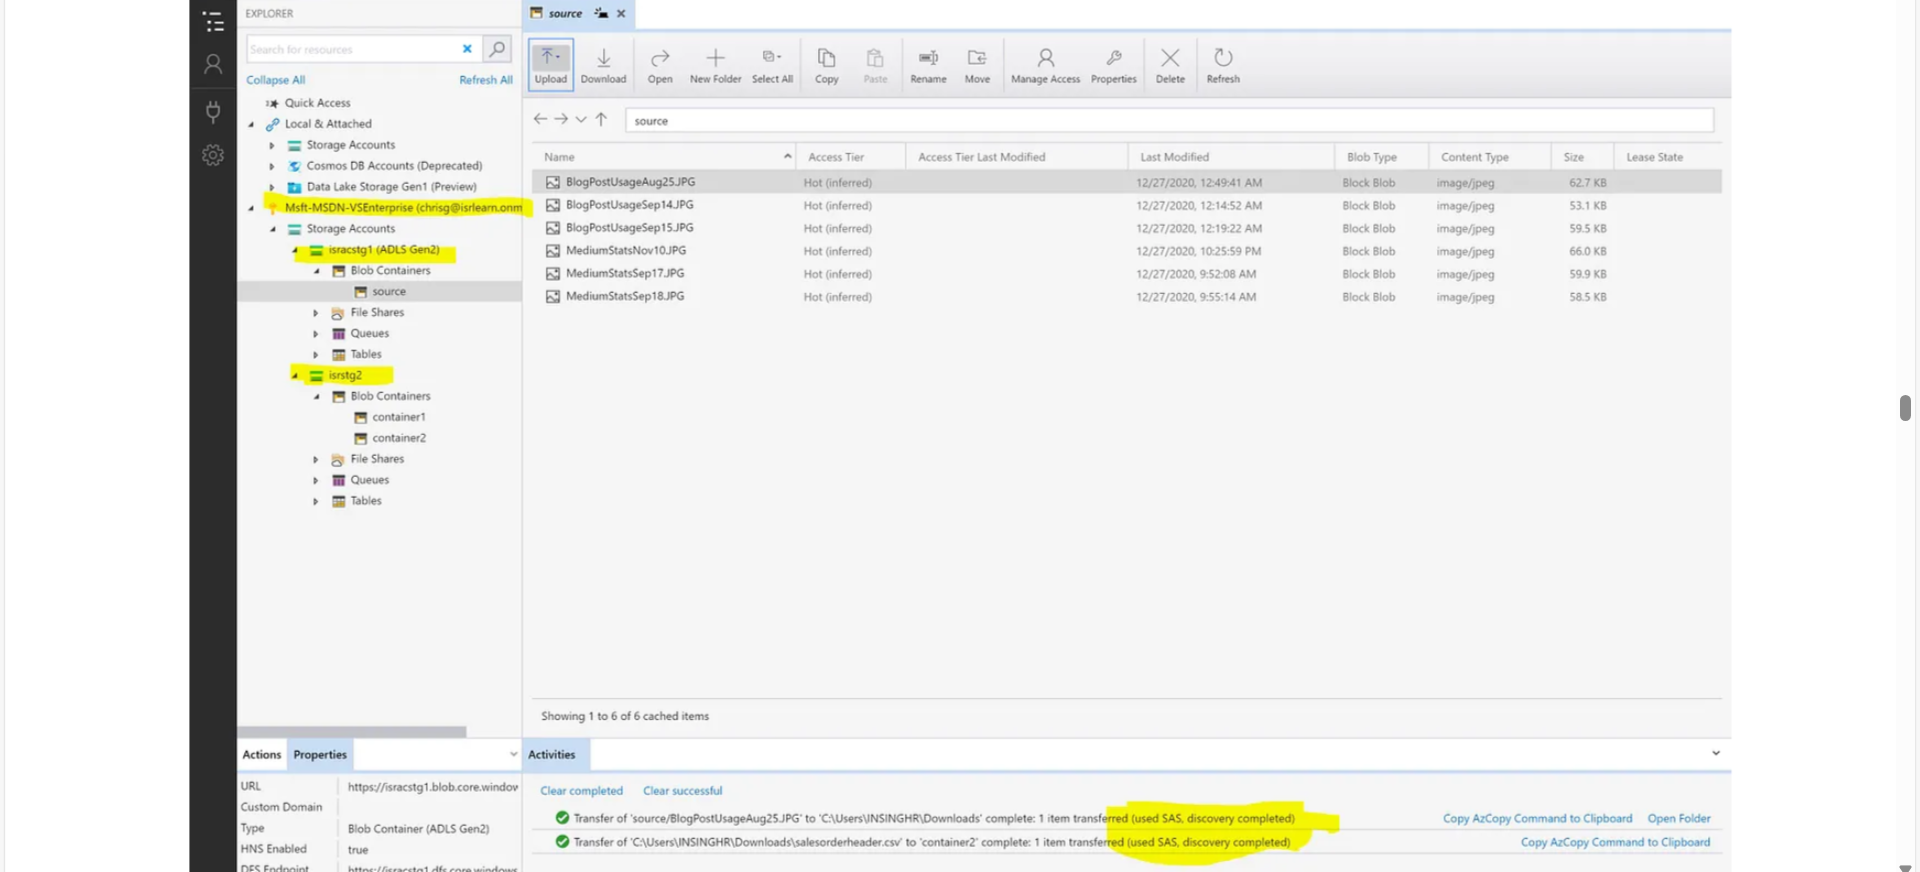 EXPLORER
Search for resources
Collapse All Refresh All
Quick Access
Local & Attached
Storage Accounts
Cosmos DB Accounts (Deprecated)
Data Lake Storage Gen1 (Preview)
Msft-MSDN-VSEnterprise (chrisg@isrlearn.onm
Storage Accounts
isracstg1 (ADLS Gen2)
Blob Containers
source
File Shares
Queues
Tables
isrstg2
Blob Containers
container1
container2
File Shares
Queues
Tables
Actions Properties
URL https://isracstg1.blob.core.window
Custom Domain
Type Blob Container (ADLS Gen2)
HNS Enabled true
DFS Endpoint https://isracstg1.dfs.core.windows
source
Upload Download Open New Folder Select All Copy Paste Rename Move Manage Access Properties Delete Refresh
source
Name Access Tier Access Tier Last Modified Last Modified Blob Type Content Type Size Lease State
BlogPostUsageAug25.JPG Hot (inferred) 12/27/2020, 12:49:41 AM Block Blob image/jpeg 62.7 KB
BlogPostUsageSep14.JPG Hot (inferred) 12/27/2020, 12:14:52 AM Block Blob image/jpeg 53.1 KB
BlogPostUsageSep15.JPG Hot (inferred) 12/27/2020, 12:19:22 AM Block Blob image/jpeg 59.5 KB
MediumStatsNov10.JPG Hot (inferred) 12/27/2020, 10:25:59 PM Block Blob image/jpeg 66.0 KB
MediumStatsSep17.JPG Hot (inferred) 12/27/2020, 9:52:08 AM Block Blob image/jpeg 59.9 KB
MediumStatsSep18.JPG Hot (inferred) 12/27/2020, 9:55:14 AM Block Blob image/jpeg 58.5 KB
Showing 1 to 6 of 6 cached items
Activities
Clear completed Clear successful
Transfer of 'source/BlogPostUsageAug25.JPG' to 'C:\Users\INSINGHR\Downloads' complete: 1 item transferred (used SAS, discovery completed) Copy AzCopy Command to Clipboard Open Folder
Transfer of 'C:\Users\INSINGHR\Downloads\salesorderheader.csv' to 'container2' complete: 1 item transferred (used SAS, discovery completed) Copy AzCopy Command to Clipboard